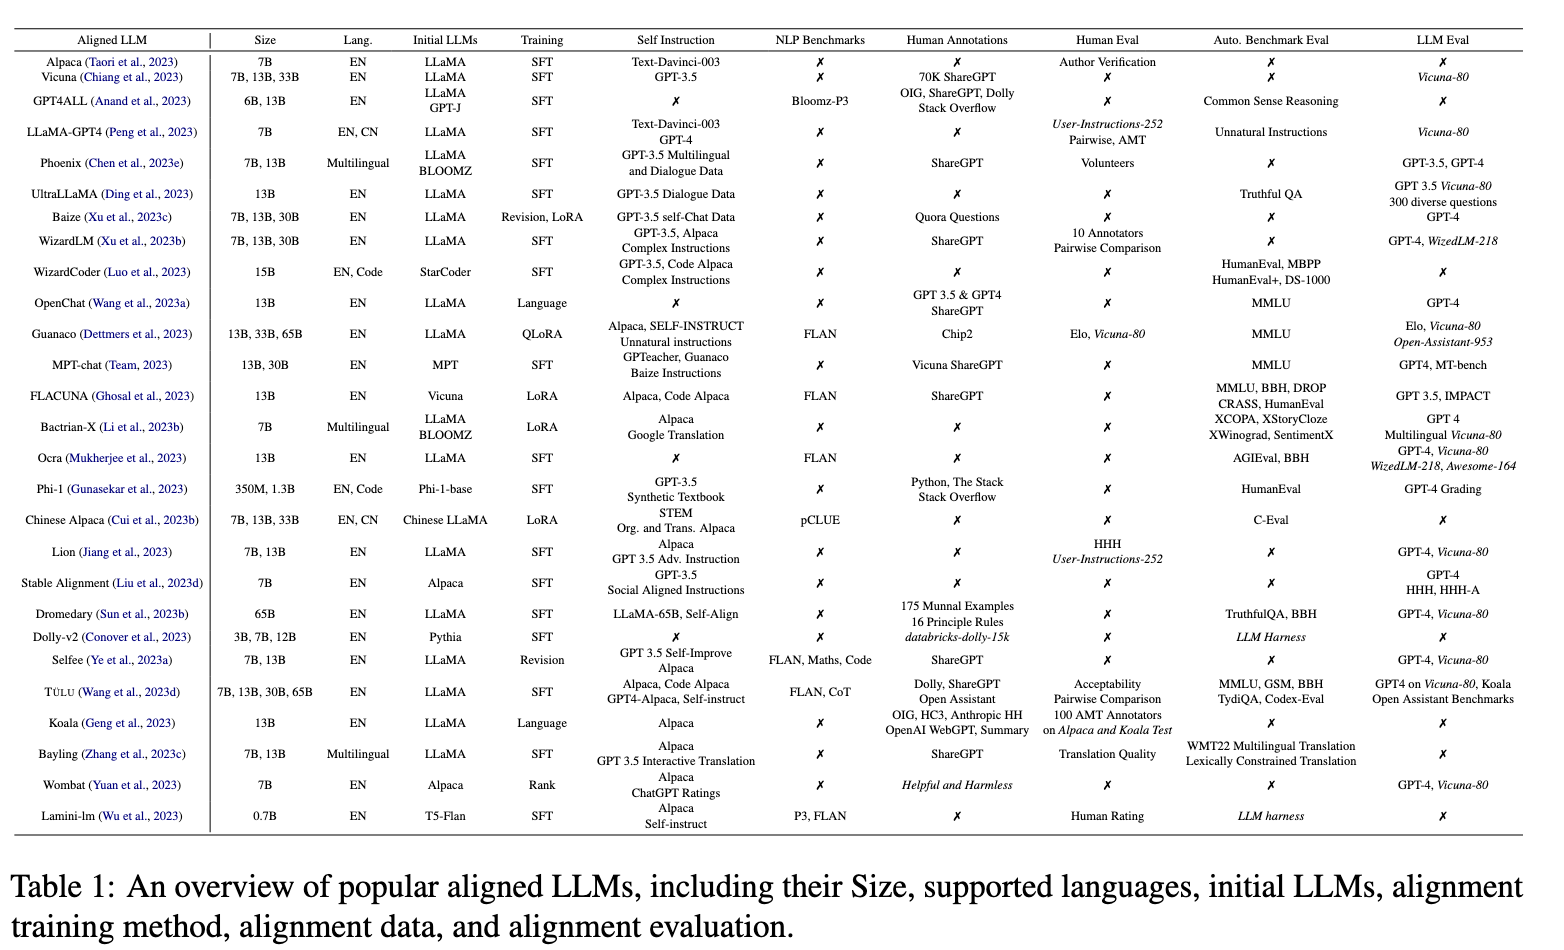 Aligned LLM Size Lang. Initial LLMs Training Self Instruction NLP Benchmarks Human Annotations Human Eval Auto. Benchmark Eval LLM Eval
Alpaca (Taori et al., 2023) 7B EN LLaMA SFT Text-Davinci-003 ✗ ✗ Author Verification ✗ ✗
Vicuna (Chiang et al., 2023) 7B, 13B, 33B EN LLaMA SFT GPT-3.5 ✗ 70K ShareGPT ✗ ✗ Vicuna-80
GPT4ALL (Anand et al., 2023) 6B, 13B EN LLaMA GPT-J SFT ✗ Bloomz-P3 OIG, ShareGPT, Dolly Stack Overflow ✗ Common Sense Reasoning ✗
LLaMA-GPT4 (Peng et al., 2023) 7B EN, CN LLaMA SFT Text-Davinci-003 GPT-4 ✗ ✗ User-Instructions-252 Pairwise, AMT Unnatural Instructions Vicuna-80
Phoenix (Chen et al., 2023e) 7B, 13B Multilingual LLaMA BLOOMZ SFT GPT-3.5 Multilingual and Dialogue Data ✗ ShareGPT Volunteers ✗ GPT-3.5, GPT-4
UltraLLaMA (Ding et al., 2023) 13B EN LLaMA SFT GPT-3.5 Dialogue Data ✗ ✗ ✗ Truthful QA GPT 3.5 Vicuna-80 300 diverse questions
Baize (Xu et al., 2023c) 7B, 13B, 30B EN LLaMA Revision, LoRA GPT-3.5 self-Chat Data ✗ Quora Questions ✗ ✗ GPT-4
WizardLM (Xu et al., 2023b) 7B, 13B, 30B EN LLaMA SFT GPT-3.5, Alpaca Complex Instructions ✗ ShareGPT 10 Annotators Pairwise Comparison ✗ GPT-4, WizedLM-218
WizardCoder (Luo et al., 2023) 15B EN, Code StarCoder SFT GPT-3.5, Code Alpaca Complex Instructions ✗ ✗ ✗ HumanEval, MBPP HumanEval+, DS-1000 ✗
OpenChat (Wang et al., 2023a) 13B EN LLaMA Language ✗ ✗ GPT 3.5 & GPT4 ShareGPT ✗ MMLU GPT-4
Guanaco (Dettmers et al., 2023) 13B, 33B, 65B EN LLaMA QLoRA Alpaca, SELF-INSTRUCT Unnatural instructions FLAN Chip2 Elo, Vicuna-80 MMLU Elo, Vicuna-80 Open-Assistant-953
MPT-chat (Team, 2023) 13B, 30B EN MPT SFT GPTeacher, Guanaco Baize Instructions ✗ Vicuna ShareGPT ✗ MMLU GPT4, MT-bench
FLACUNA (Ghosal et al., 2023) 13B EN Vicuna LoRA Alpaca, Code Alpaca FLAN ShareGPT ✗ MMLU, BBH, DROP CRASS, HumanEval GPT 3.5, IMPACT
Bactrian-X (Li et al., 2023b) 7B Multilingual LLaMA BLOOMZ LoRA Alpaca Google Translation ✗ ✗ ✗ XCOPA, XStoryCloze XWinograd, SentimentX GPT 4 Multilingual Vicuna-80
Ocra (Mukherjee et al., 2023) 13B EN LLaMA SFT ✗ FLAN ✗ ✗ AGIEval, BBH GPT-4, Vicuna-80 WizedLM-218, Awesome-164
Phi-1 (Gunasekar et al., 2023) 350M, 1.3B EN, Code Phi-1-base SFT GPT-3.5 Synthetic Textbook ✗ Python, The Stack Stack Overflow ✗ HumanEval GPT-4 Grading
Chinese Alpaca (Cui et al., 2023b) 7B, 13B, 33B EN, CN Chinese LLaMA LoRA STEM Org. and Trans. Alpaca pCLUE ✗ ✗ C-Eval ✗
Lion (Jiang et al., 2023) 7B, 13B EN LLaMA SFT Alpaca GPT 3.5 Adv. Instruction ✗ ✗ HHH User-Instructions-252 ✗ GPT-4, Vicuna-80
Stable Alignment (Liu et al., 2023d) 7B EN Alpaca SFT GPT-3.5 Social Aligned Instructions ✗ ✗ ✗ ✗ GPT-4 HHH, HHH-A
Dromedary (Sun et al., 2023b) 65B EN LLaMA SFT LLaMA-65B, Self-Align ✗ 175 Munnal Examples 16 Principle Rules ✗ TruthfulQA, BBH GPT-4, Vicuna-80
Dolly-v2 (Conover et al., 2023) 3B, 7B, 12B EN Pythia SFT ✗ ✗ databricks-dolly-15k ✗ LLM Harness ✗
Selfee (Ye et al., 2023a) 7B, 13B EN LLaMA Revision GPT 3.5 Self-Improve Alpaca FLAN, Maths, Code ShareGPT ✗ ✗ GPT-4, Vicuna-80
TÜLU (Wang et al., 2023d) 7B, 13B, 30B, 65B EN LLaMA SFT Alpaca, Code Alpaca GPT4-Alpaca, Self-instruct FLAN, CoT Dolly, ShareGPT Open Assistant Acceptability Pairwise Comparison MMLU, GSM, BBH TydiQA, Codex-Eval GPT4 on Vicuna-80, Koala Open Assistant Benchmarks
Koala (Geng et al., 2023) 13B EN LLaMA Language Alpaca ✗ OIG, HC3, Anthropic HH OpenAI WebGPT, Summary 100 AMT Annotators on Alpaca and Koala Test ✗ ✗
Bayling (Zhang et al., 2023c) 7B, 13B Multilingual LLaMA SFT Alpaca GPT 3.5 Interactive Translation ✗ ShareGPT Translation Quality WMT22 Multilingual Translation Lexically Constrained Translation ✗
Wombat (Yuan et al., 2023) 7B EN Alpaca Rank Alpaca ChatGPT Ratings ✗ Helpful and Harmless ✗ ✗ GPT-4, Vicuna-80
Lamini-lm (Wu et al., 2023) 0.7B EN T5-Flan SFT Alpaca Self-instruct P3, FLAN ✗ Human Rating LLM harness ✗
Table 1: An overview of popular aligned LLMs, including their Size, supported languages, initial LLMs, alignment
training method, alignment data, and alignment evaluation.